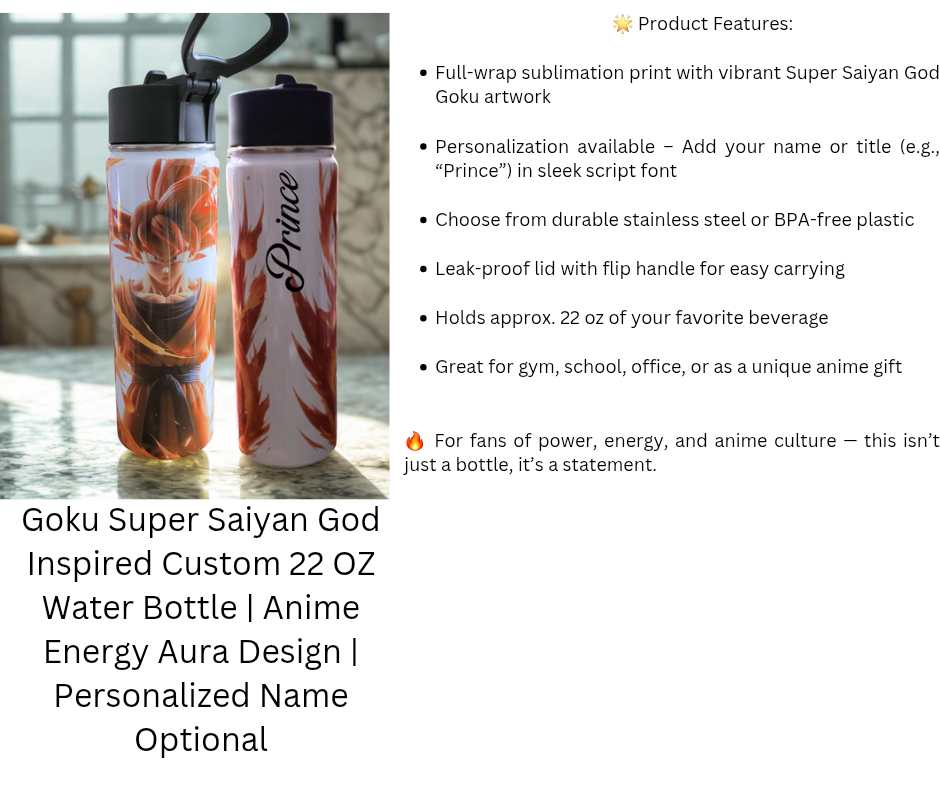 🌟 Product Features:
Full-wrap sublimation print with vibrant Super Saiyan God
Goku artwork
Personalization available – Add your name or title (e.g.,
“Prince”) in sleek script font
Choose from durable stainless steel or BPA-free plastic
Leak-proof lid with flip handle for easy carrying
Holds approx. 22 oz of your favorite beverage
Great for gym, school, office, or as a unique anime gift
🔥 For fans of power, energy, and anime culture — this isn’t
just a bottle, it’s a statement.
Prince
Goku Super Saiyan God
Inspired Custom 22 OZ
Water Bottle | Anime
Energy Aura Design |
Personalized Name
Optional